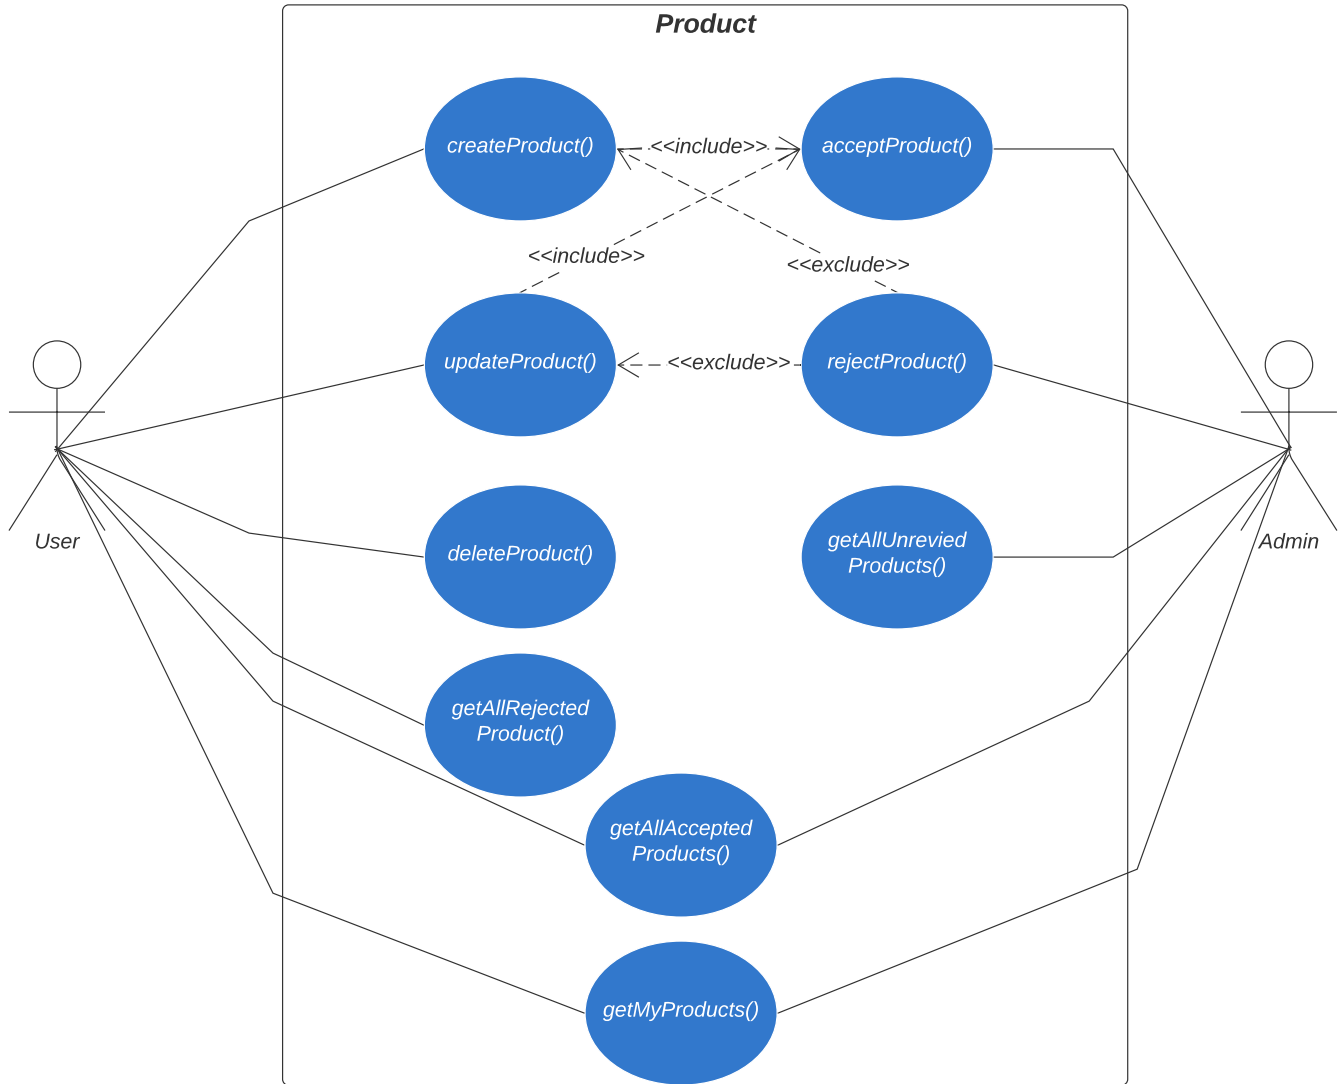 Product
createProduct()
<<include>>
acceptProduct()
<<include>>
<<exclude>>
updateProduct()
<<exclude>>
rejectProduct()
User
deleteProduct()
getAllUnrevied
Products()
Admin
getAllRejected
Product()
getAllAccepted
Products()
getMyProducts()